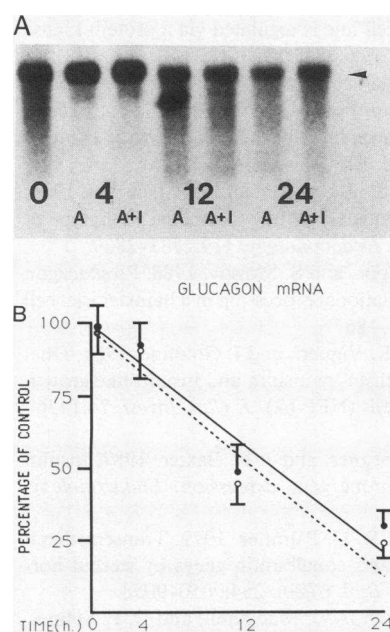 A
0 4 12 24
A A+I A A+I A A+I
GLUCAGON mRNA
B
PERCENTAGE OF CONTROL
100
75
50
25
TIME(h.) 0 4 12 24